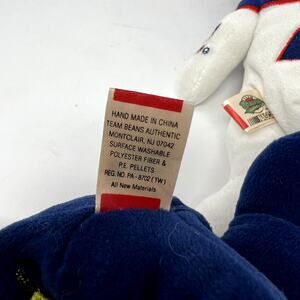 HAND MADE IN CHINA
TEAM BEANS AUTHENTIC
MONTCLAIR, NJ 07042
SURFACE WASHABLE
POLYESTER FIBER &
P.E. PELLETS
REG. NO PA-8702 (TW)
All New Materials